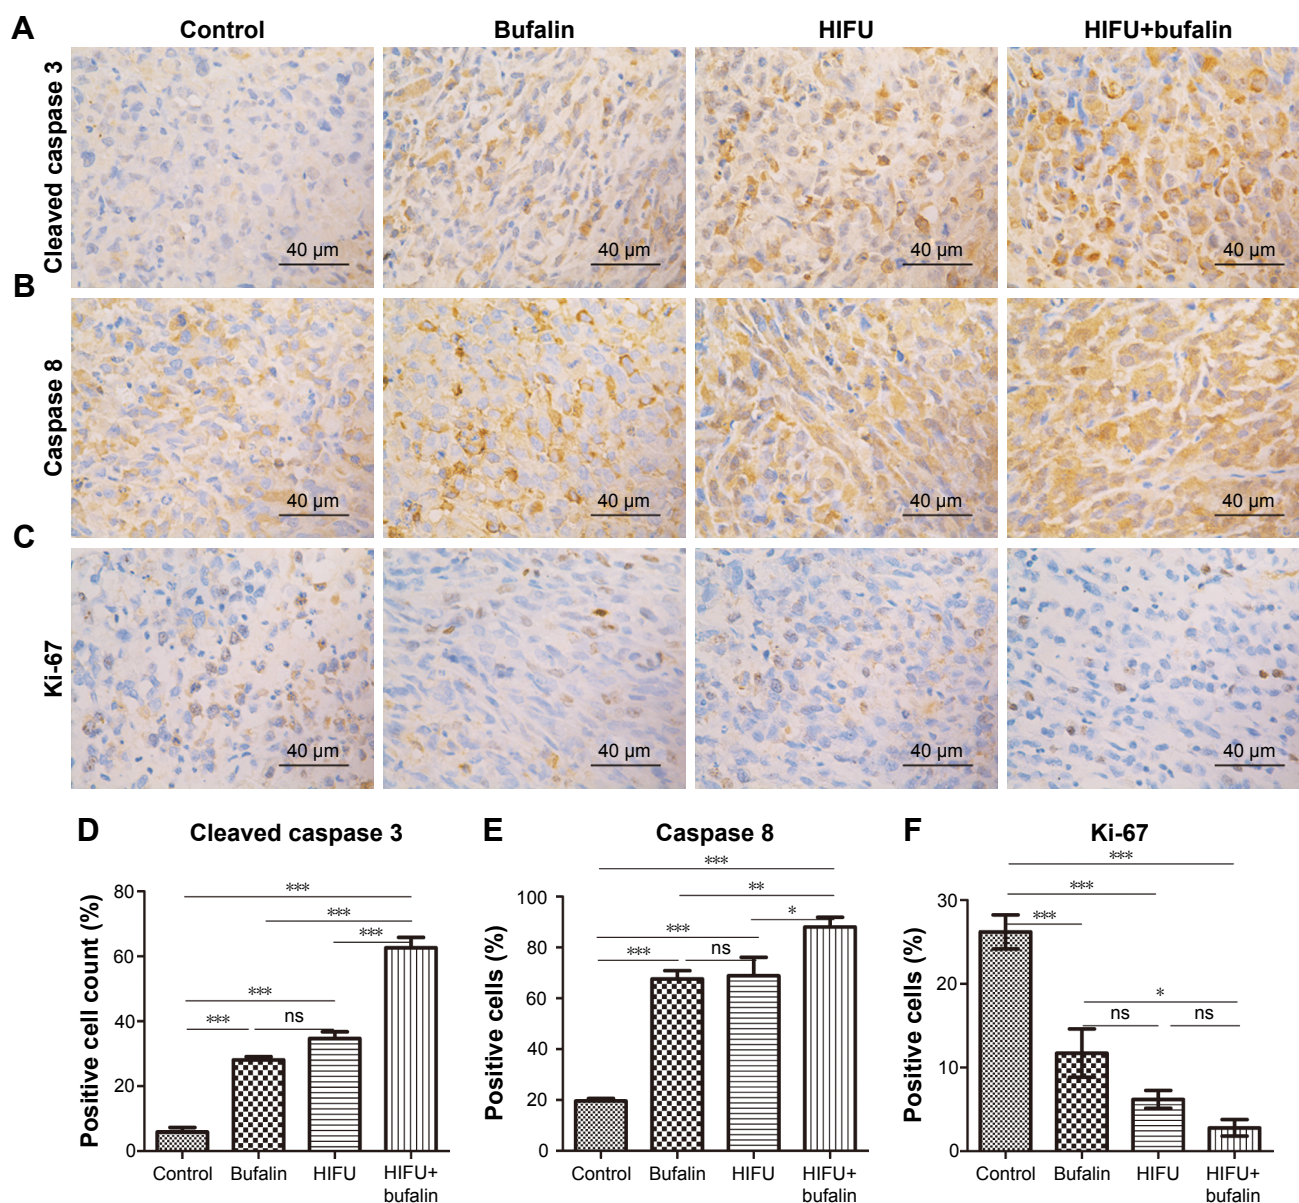 A
Control Bufalin HIFU HIFU+bufalin
Cleaved caspase 3
40 µm 40 µm 40 µm 40 µm
B
Caspase 8
40 µm 40 µm 40 µm 40 µm
C
Ki-67
40 µm 40 µm 40 µm 40 µm
D Cleaved caspase 3
Positive cell count (%)
80
60
40
20
0
***
***
***
***
*** ns
Control Bufalin HIFU HIFU+
bufalin
E Caspase 8
Positive cells (%)
100
80
60
40
20
0
***
**
*
***
*** ns
Control Bufalin HIFU HIFU+
bufalin
F Ki-67
Positive cells (%)
30
20
10
0
***
***
***
*
ns ns
Control Bufalin HIFU HIFU+
bufalin